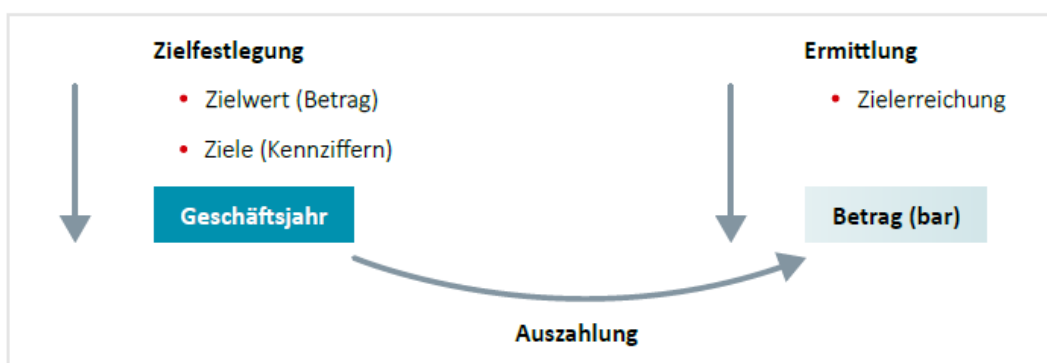 Zielfestlegung
• Zielwert (Betrag)
• Ziele (Kennziffern)
Geschäftsjahr
Ermittlung
• Zielerreichung
Betrag (bar)
Auszahlung